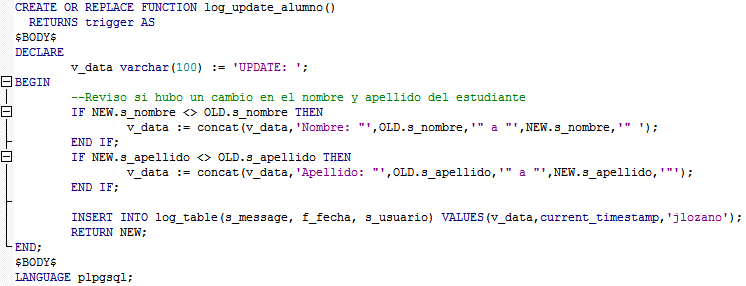 CREATE OR REPLACE FUNCTION log_update_alumno()
RETURNS trigger AS
$BODY$
DECLARE
v_data varchar(100) := 'UPDATE: ';
BEGIN
--Reviso si hubo un cambio en el nombre y apellido del estudiante
IF NEW.s_nombre <> OLD.s_nombre THEN
v_data := concat(v_data,'Nombre: "',OLD.s_nombre,'" a "',NEW.s_nombre,'" ');
END IF;
IF NEW.s_apellido <> OLD.s_apellido THEN
v_data := concat(v_data,'Apellido: "',OLD.s_apellido,'" a "',NEW.s_apellido,'"');
END IF;
INSERT INTO log_table(s_message, f_fecha, s_usuario) VALUES(v_data,current_timestamp,'jlozano');
RETURN NEW;
END;
$BODY$
LANGUAGE plpgsql;